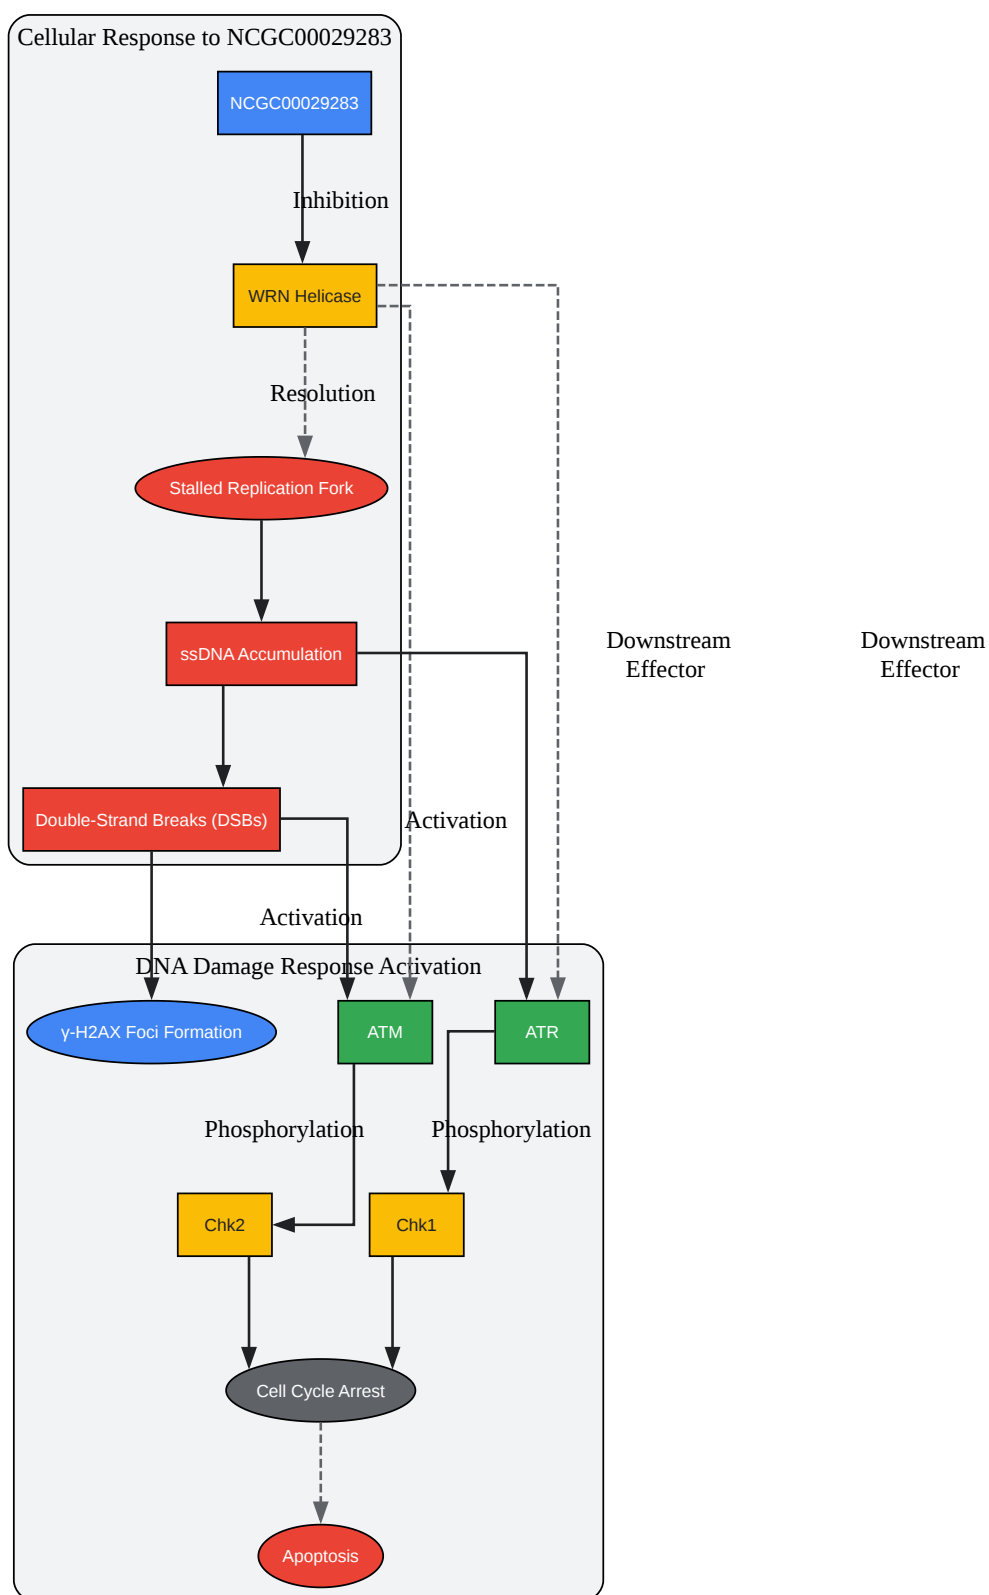 Cellular Response to NCGC00029283
NCGC00029283
Inhibition
WRN Helicase
Resolution
Stalled Replication Fork
ssDNA Accumulation
Downstream
Effector
Downstream
Effector
Double-Strand Breaks (DSBs)
Activation
Activation
DNA Damage Response Activation
γ-H2AX Foci Formation
ATM
ATR
Phosphorylation
Phosphorylation
Chk2
Chk1
Cell Cycle Arrest
Apoptosis